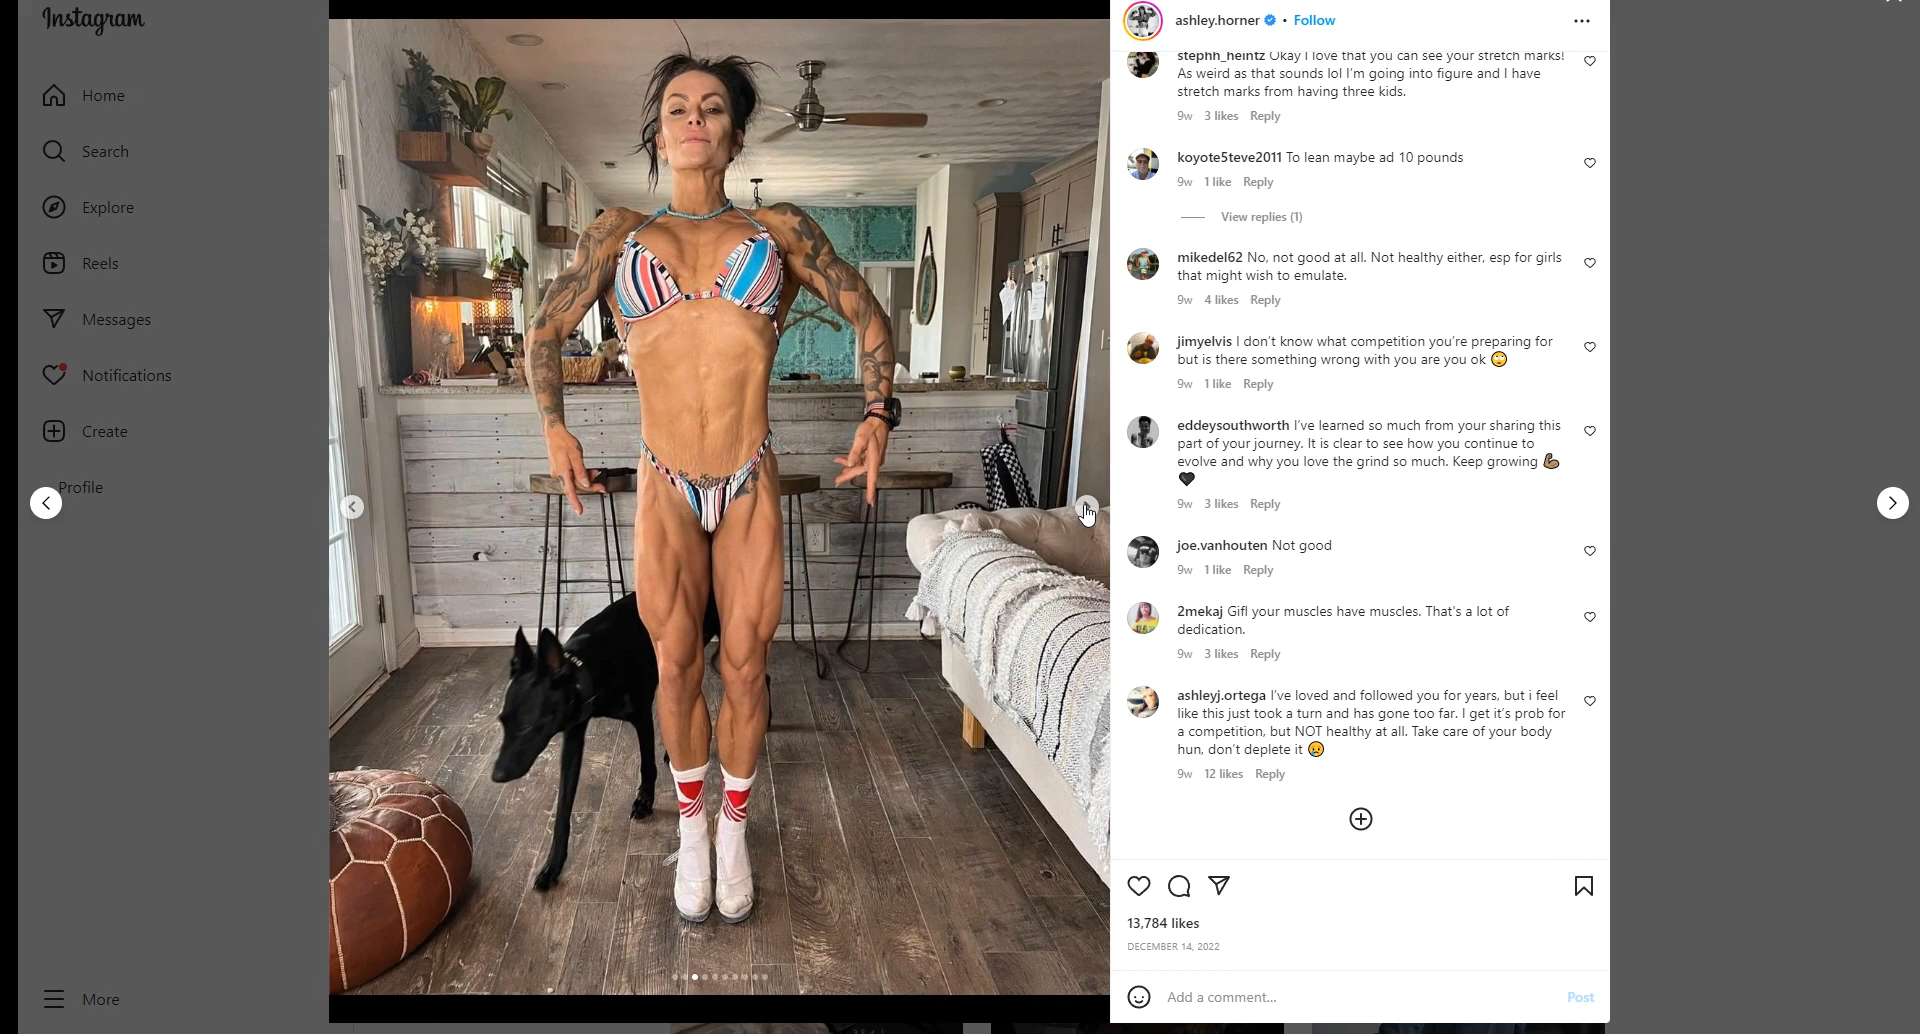 Instagram
Home
Search
Explore
Reels
Messages
Notifications
Create
Profile
More
ashley.horner • Follow
stephh_heintz Okay I love that you can see your stretch marks!
As weird as that sounds lol I'm going into figure and I have
stretch marks from having three kids.
9w 3 likes Reply
koyote5teve2011 To lean maybe ad 10 pounds
9w 1 like Reply
View replies (1)
mikedel62 No, not good at all. Not healthy either, esp for girls
that might wish to emulate.
9w 4 likes Reply
jimyelvis I don't know what competition you're preparing for
but is there something wrong with you are you ok 🙄
9w 1 like Reply
eddeysouthworth I've learned so much from your sharing this
part of your journey. It is clear to see how you continue to
evolve and why you love the grind so much. Keep growing 💪🏾
🖤
9w 3 likes Reply
joe.vanhouten Not good
9w 1 like Reply
2mekaj Gifl your muscles have muscles. That's a lot of
dedication.
9w 3 likes Reply
ashleyj.ortega I've loved and followed you for years, but i feel
like this just took a turn and has gone too far. I get it's prob for
a competition, but NOT healthy at all. Take care of your body
hun, don't deplete it 😢
9w 12 likes Reply
13,784 likes
DECEMBER 14, 2022
Add a comment...
Post